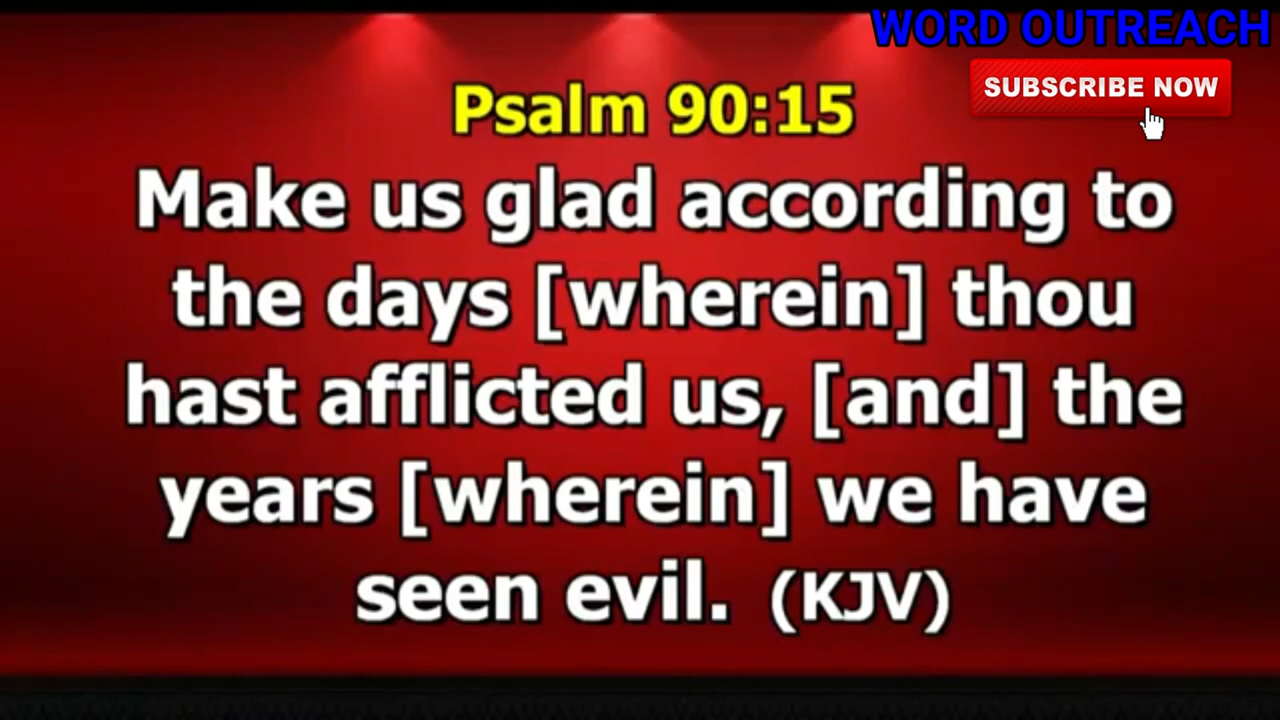 WORD OUTREACH
SUBSCRIBE NOW
Psalm 90:15
Make us glad according to
the days [wherein] thou
hast afflicted us, [and] the
years [wherein] we have
seen evil. (KJV)